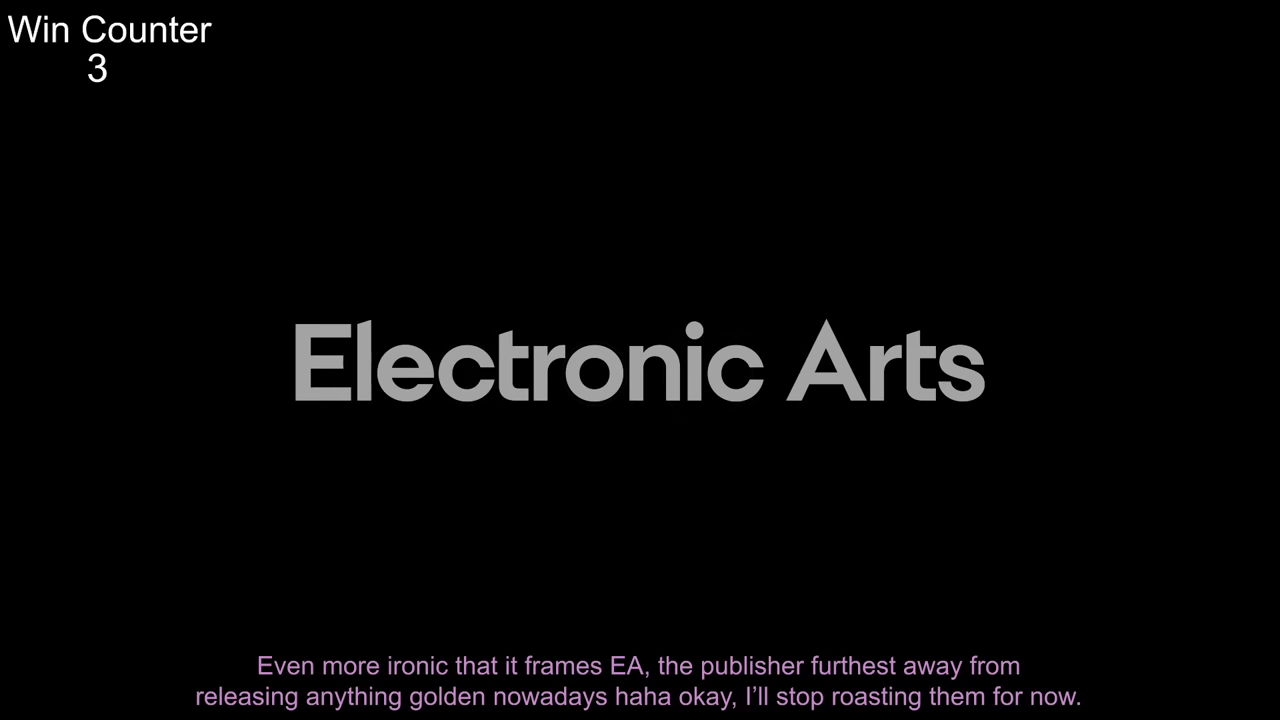 Win Counter
3
Electronic Arts
Even more ironic that it frames EA, the publisher furthest away from
releasing anything golden nowadays haha okay, I’ll stop roasting them for now.